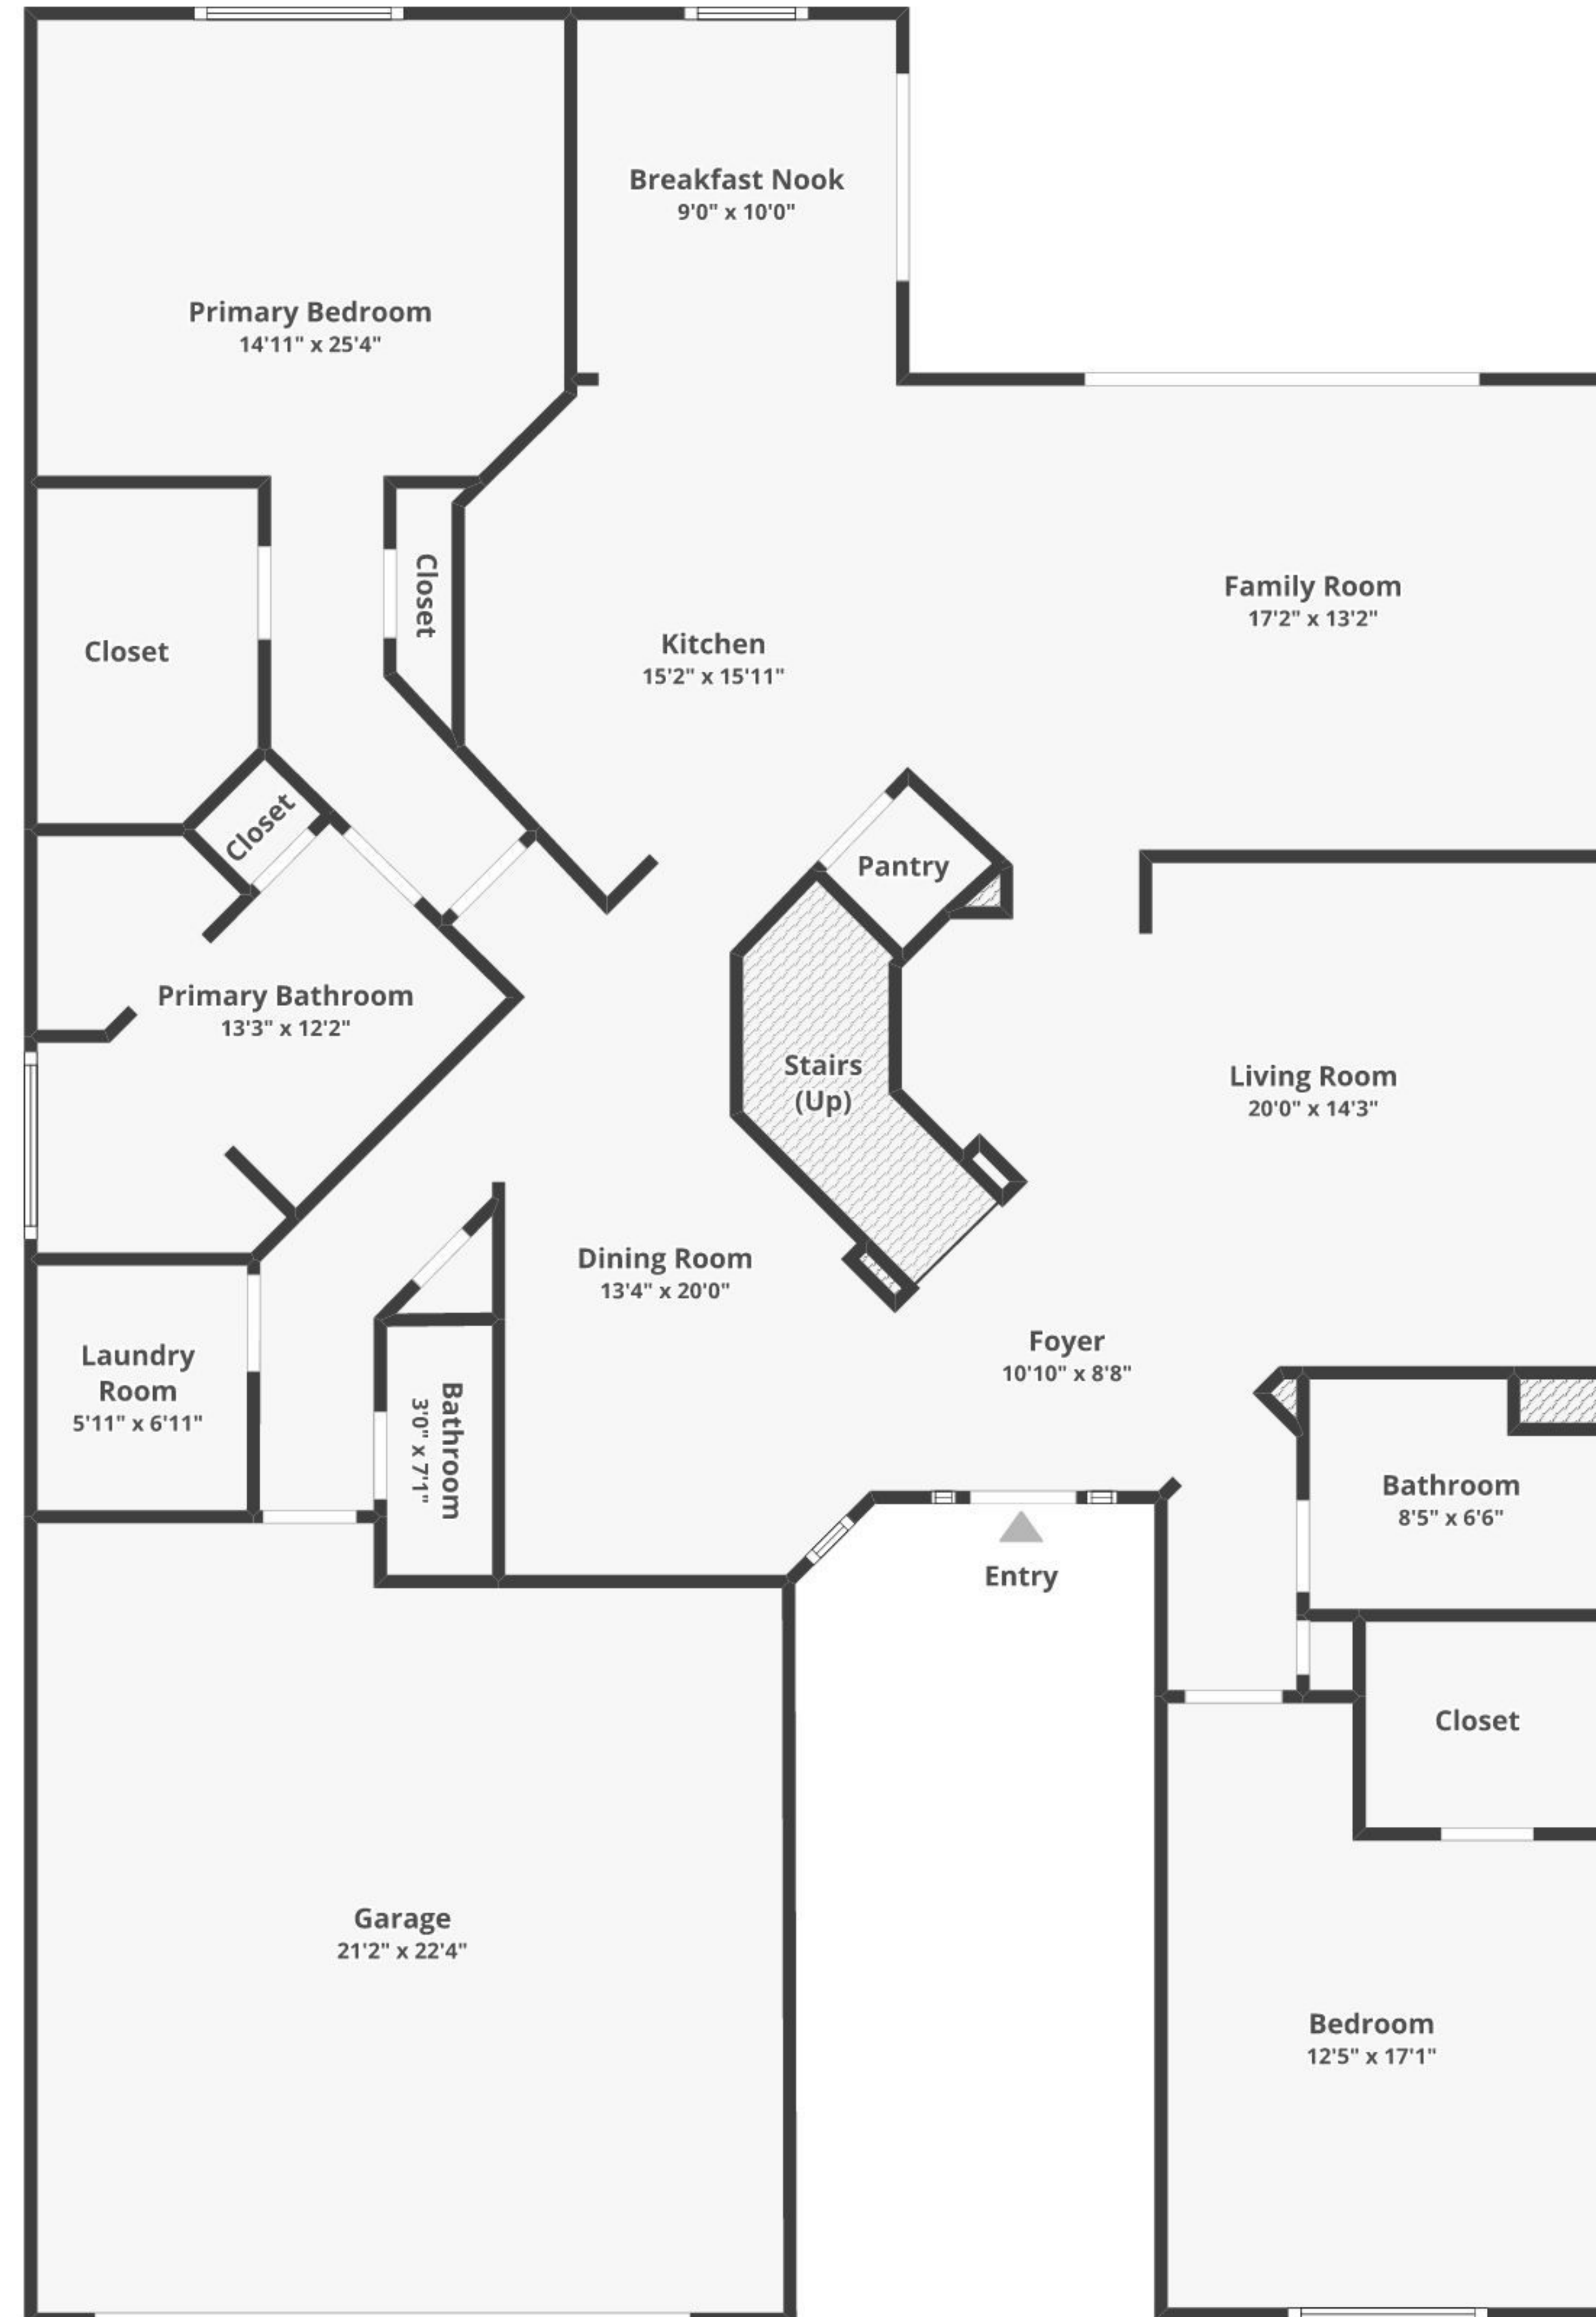 Breakfast Nook
9'0" x 10'0"
Primary Bedroom
14'11" x 25'4"
Closet
Closet
Kitchen
15'2" x 15'11"
Family Room
17'2" x 13'2"
Closet
Pantry
Primary Bathroom
13'3" x 12'2"
Stairs
(Up)
Living Room
20'0" x 14'3"
Dining Room
13'4" x 20'0"
Foyer
10'10" x 8'8"
Laundry
Room
5'11" x 6'11"
Bathroom
3'0" x 7'1"
Bathroom
8'5" x 6'6"
Entry
Closet
Garage
21'2" x 22'4"
Bedroom
12'5" x 17'1"